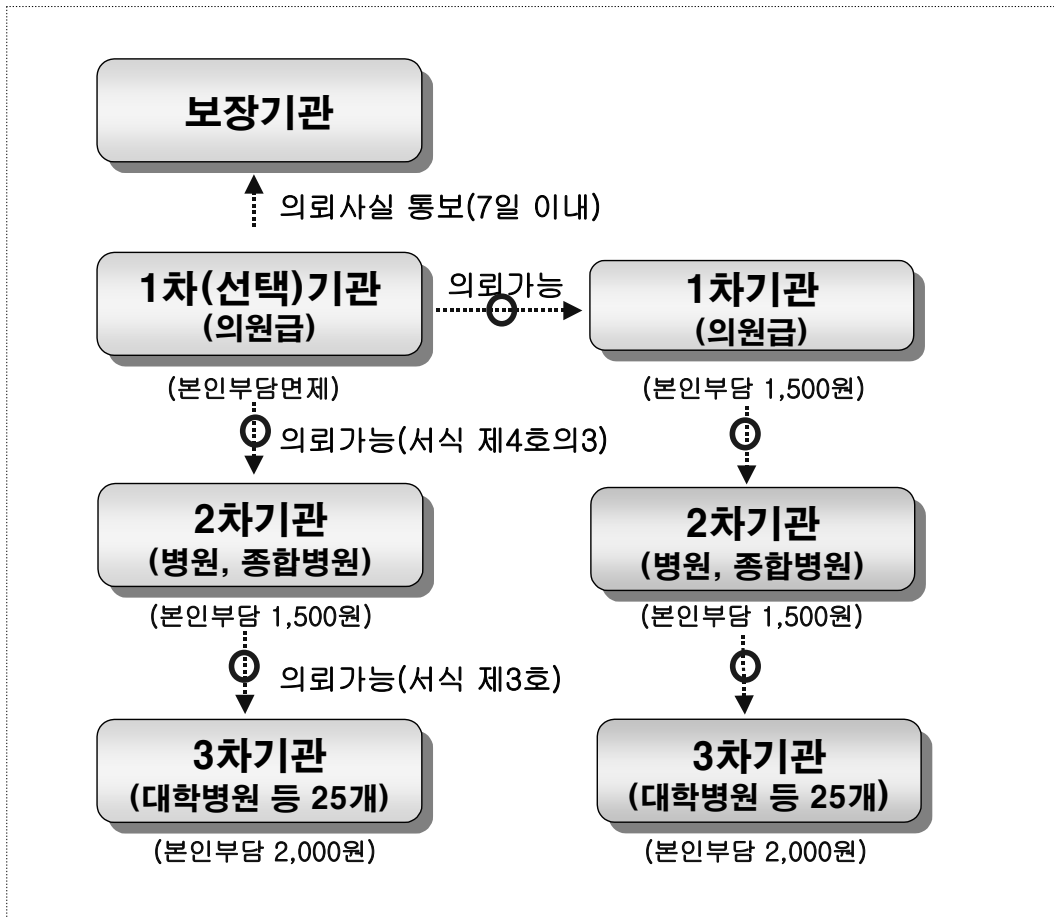 보장기관
의뢰사실 통보(7일 이내)
1차(선택)기관
(의원급)
의뢰가능
1차기관
(의원급)
(본인부담면제)
(본인부담 1,500원)
의뢰가능(서식 제4호의3)
2차기관
(병원, 종합병원)
2차기관
(병원, 종합병원)
(본인부담 1,500원)
(본인부담 1,500원)
의뢰가능(서식 제3호)
3차기관
(대학병원 등 25개)
3차기관
(대학병원 등 25개)
(본인부담 2,000원)
(본인부담 2,000원)